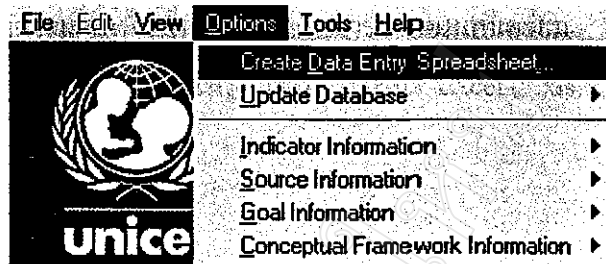 File Edit View Options Tools Help
Create Data Entry Spreadsheet...
Update Database
Indicator Information
Source Information
Goal Information
unice
Conceptual Framework Information